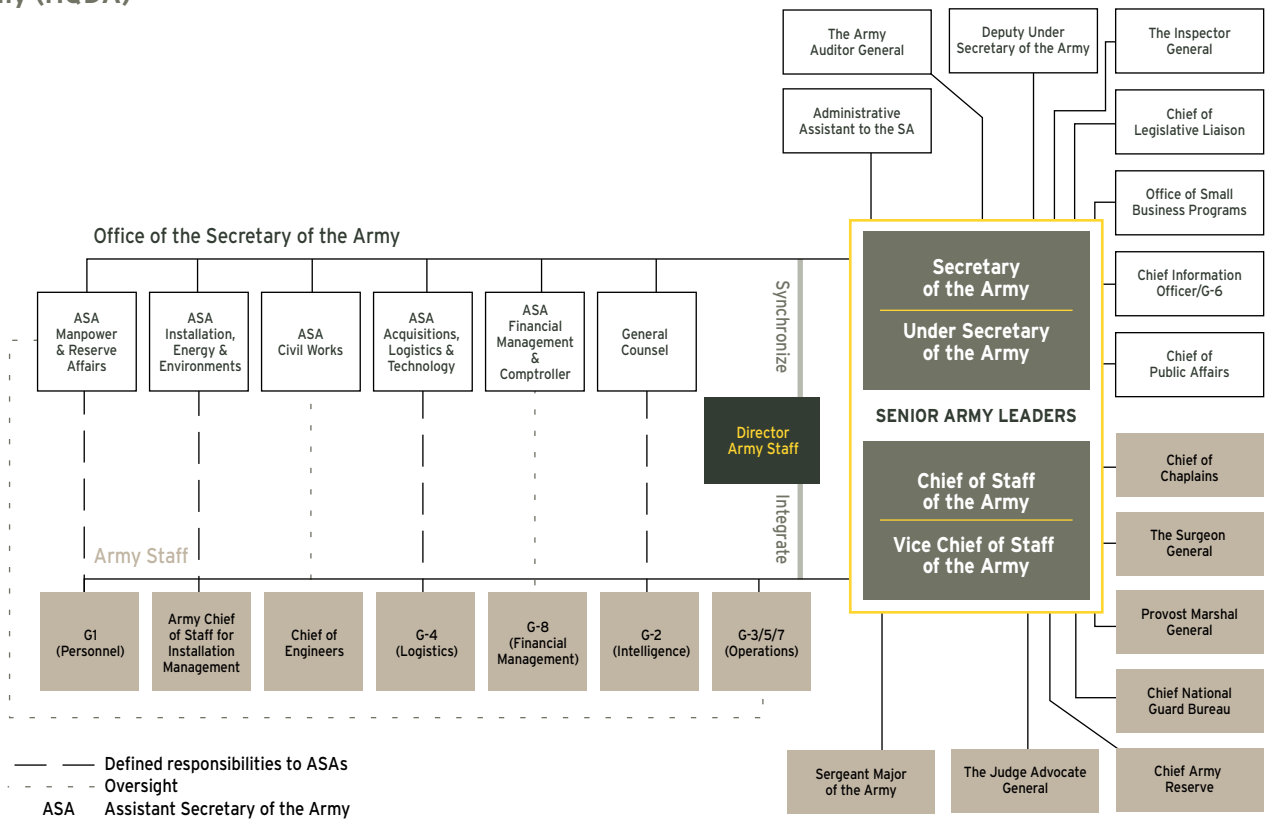 The Army
Auditor General
Deputy Under
Secretary of the Army
The Inspector
General
Administrative
Assistant to the SA
Chief of
Legislative Liaison
Office of Small
Business Programs
Office of the Secretary of the Army
Chief Information
Officer/G-6
Chief of
Public Affairs
ASA
Manpower
& Reserve
Affairs
ASA
Installation,
Energy &
Environments
ASA
Civil Works
ASA
Acquisitions,
Logistics &
Technology
ASA
Financial
Management
&
Comptroller
General
Counsel
Synchronize
Director
Army Staff
Integrate
Secretary
of the Army
Under Secretary
of the Army
SENIOR ARMY LEADERS
Chief of Staff
of the Army
Vice Chief of Staff
of the Army
Chief of
Chaplains
The Surgeon
General
Provost Marshal
General
Chief National
Guard Bureau
Chief Army
Reserve
Army Staff
G1
(Personnel)
Army Chief
of Staff for
Installation
Management
Chief of
Engineers
G-4
(Logistics)
G-8
(Financial
Management)
G-2
(Intelligence)
G-3/5/7
(Operations)
Sergeant Major
of the Army
The Judge Advocate
General
Defined responsibilities to ASAs
Oversight
ASA Assistant Secretary of the Army